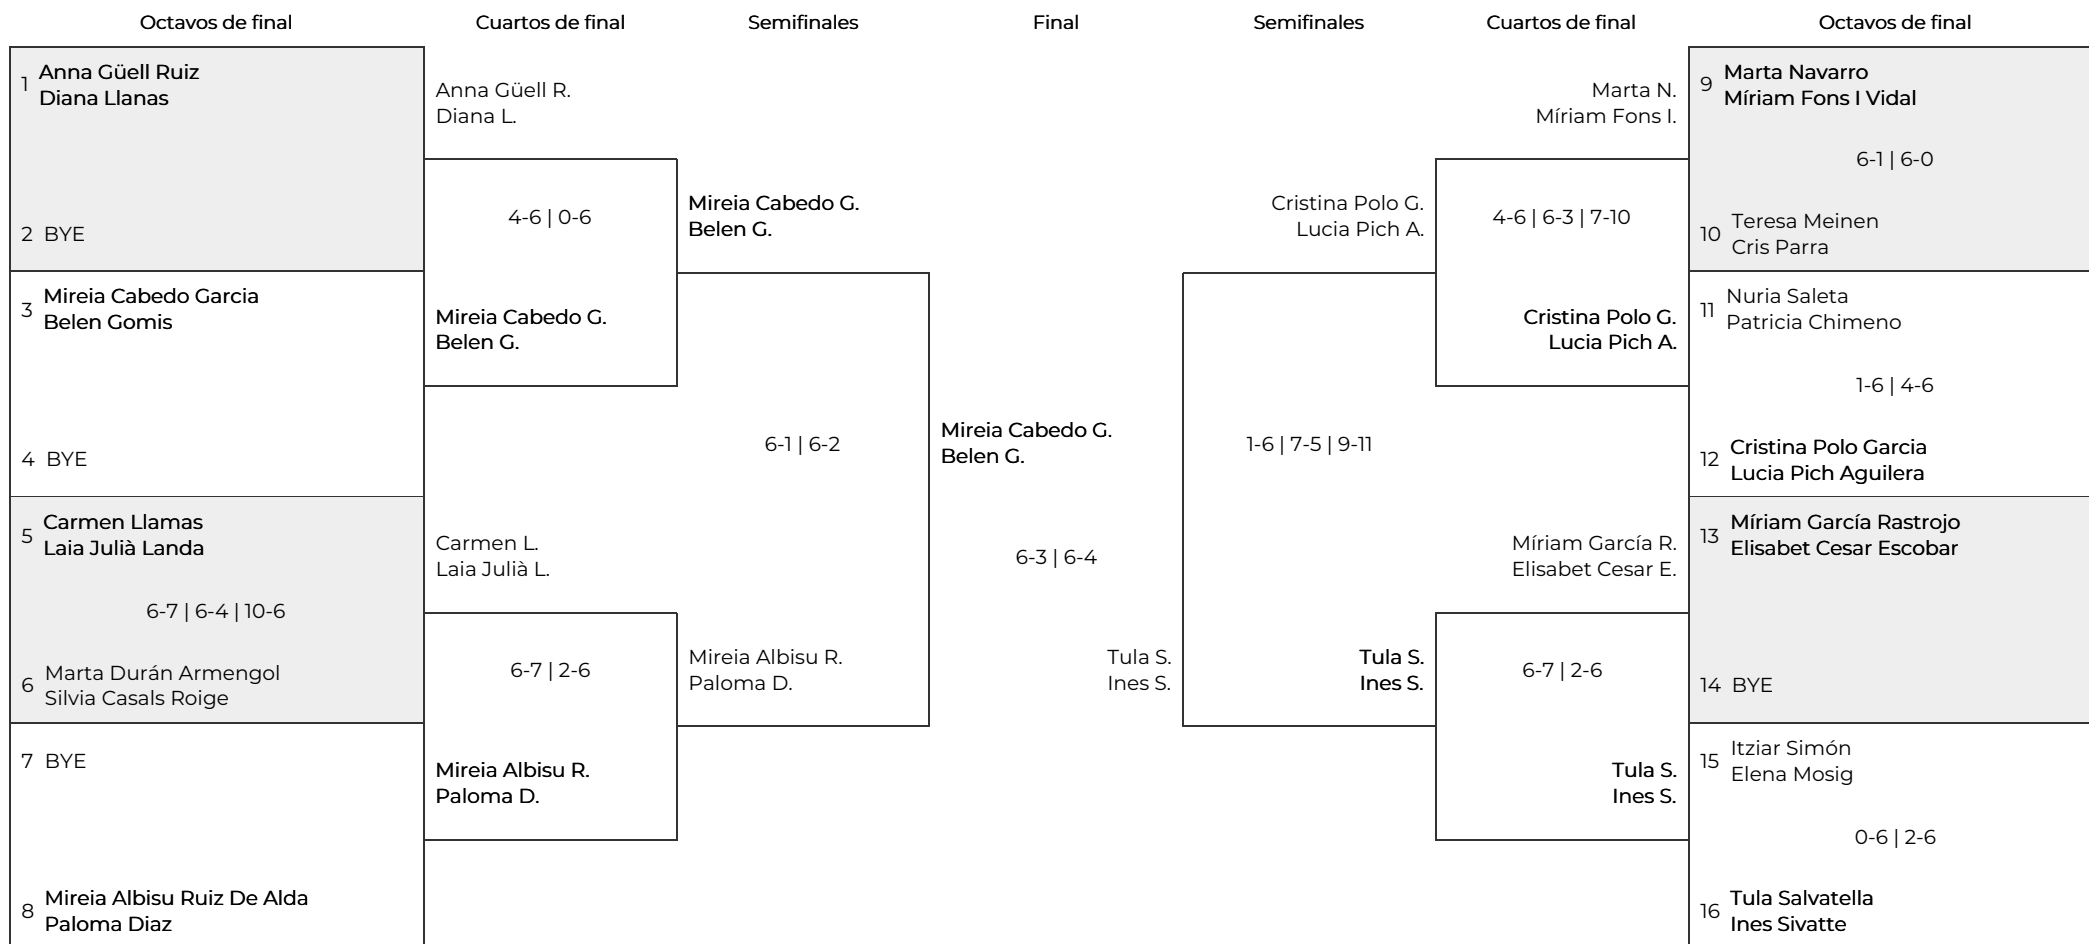 Octavos de final
Cuartos de final
Semifinales
Final
Semifinales
Cuartos de final
Octavos de final
1 Anna Güell Ruiz
Diana Llanas
2 BYE
3 Mireia Cabedo Garcia
Belen Gomis
4 BYE
5 Carmen Llamas
Laia Julià Landa
6-7 | 6-4 | 10-6
6 Marta Durán Armengol
Silvia Casals Roige
7 BYE
8 Mireia Albisu Ruiz De Alda
Paloma Diaz
Anna Güell R.
Diana L.
4-6 | 0-6
Mireia Cabedo G.
Belen G.
Carmen L.
Laia Julià L.
6-7 | 2-6
Mireia Albisu R.
Paloma D.
Mireia Cabedo G.
Belen G.
6-1 | 6-2
Mireia Albisu R.
Paloma D.
Mireia Cabedo G.
Belen G.
6-3 | 6-4
Tula S.
Ines S.
Cristina Polo G.
Lucia Pich A.
1-6 | 7-5 | 9-11
Tula S.
Ines S.
Marta N.
Míriam Fons I.
4-6 | 6-3 | 7-10
Cristina Polo G.
Lucia Pich A.
Míriam García R.
Elisabet Cesar E.
6-7 | 2-6
Tula S.
Ines S.
9 Marta Navarro
Míriam Fons I Vidal
6-1 | 6-0
10 Teresa Meinen
Cris Parra
11 Nuria Saleta
Patricia Chimeno
1-6 | 4-6
12 Cristina Polo Garcia
Lucia Pich Aguilera
13 Míriam García Rastrojo
Elisabet Cesar Escobar
14 BYE
15 Itziar Simón
Elena Mosig
0-6 | 2-6
16 Tula Salvatella
Ines Sivatte